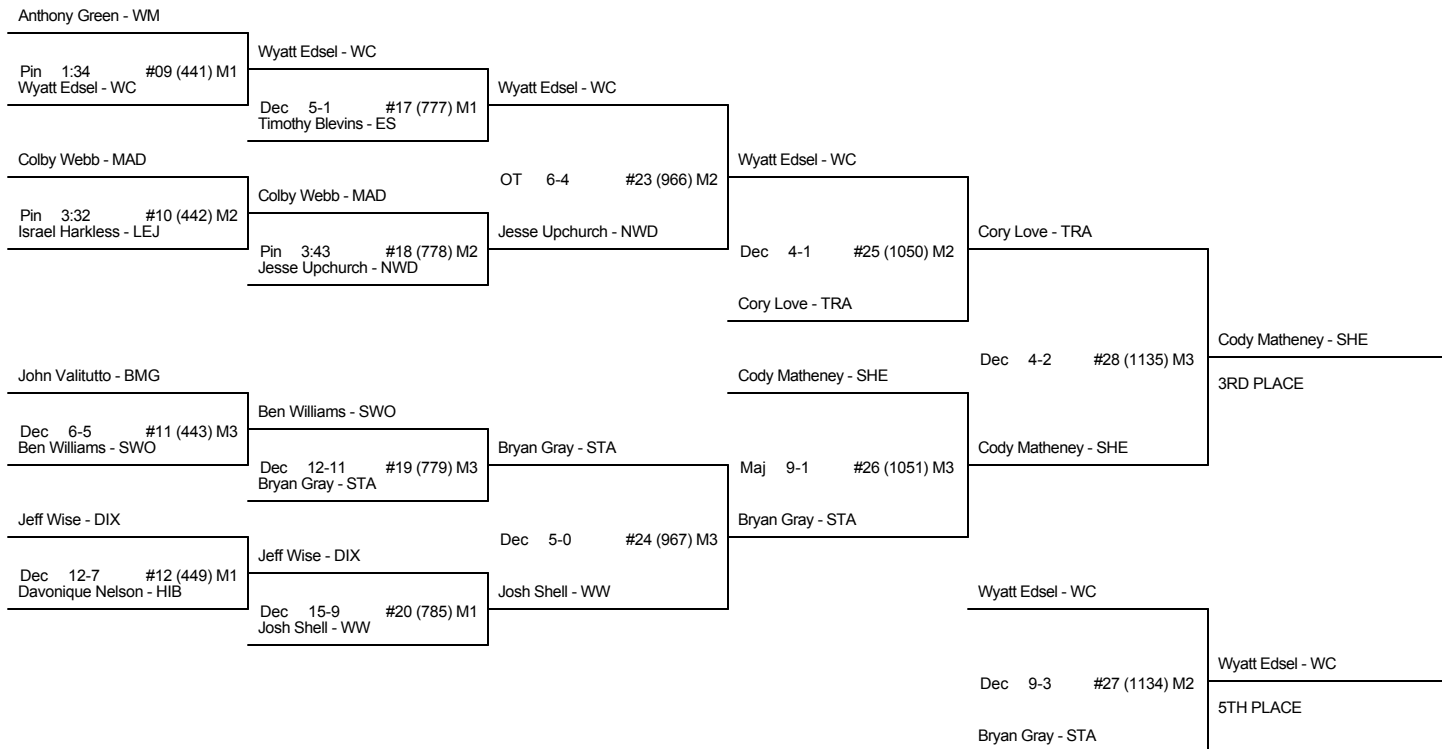 Anthony Green - WM
Pin 1:34 #09 (441) M1
Wyatt Edsel - WC
Colby Webb - MAD
Pin 3:32 #10 (442) M2
Israel Harkless - LEJ
John Valitutto - BMG
Dec 6-5 #11 (443) M3
Ben Williams - SWO
Jeff Wise - DIX
Dec 12-7 #12 (449) M1
Davonique Nelson - HIB
Wyatt Edsel - WC
Dec 5-1 #17 (777) M1
Timothy Blevins - ES
Colby Webb - MAD
Pin 3:43 #18 (778) M2
Jesse Upchurch - NWD
Ben Williams - SWO
Dec 12-11 #19 (779) M3
Bryan Gray - STA
Jeff Wise - DIX
Dec 15-9 #20 (785) M1
Josh Shell - WW
Wyatt Edsel - WC
OT 6-4 #23 (966) M2
Jesse Upchurch - NWD
Bryan Gray - STA
Dec 5-0 #24 (967) M3
Josh Shell - WW
Wyatt Edsel - WC
Dec 4-1 #25 (1050) M2
Cory Love - TRA
Cody Matheney - SHE
Maj 9-1 #26 (1051) M3
Bryan Gray - STA
Cory Love - TRA
Dec 4-2 #28 (1135) M3
Cody Matheney - SHE
Cody Matheney - SHE
3RD PLACE
Wyatt Edsel - WC
Dec 9-3 #27 (1134) M2
Bryan Gray - STA
Wyatt Edsel - WC
5TH PLACE